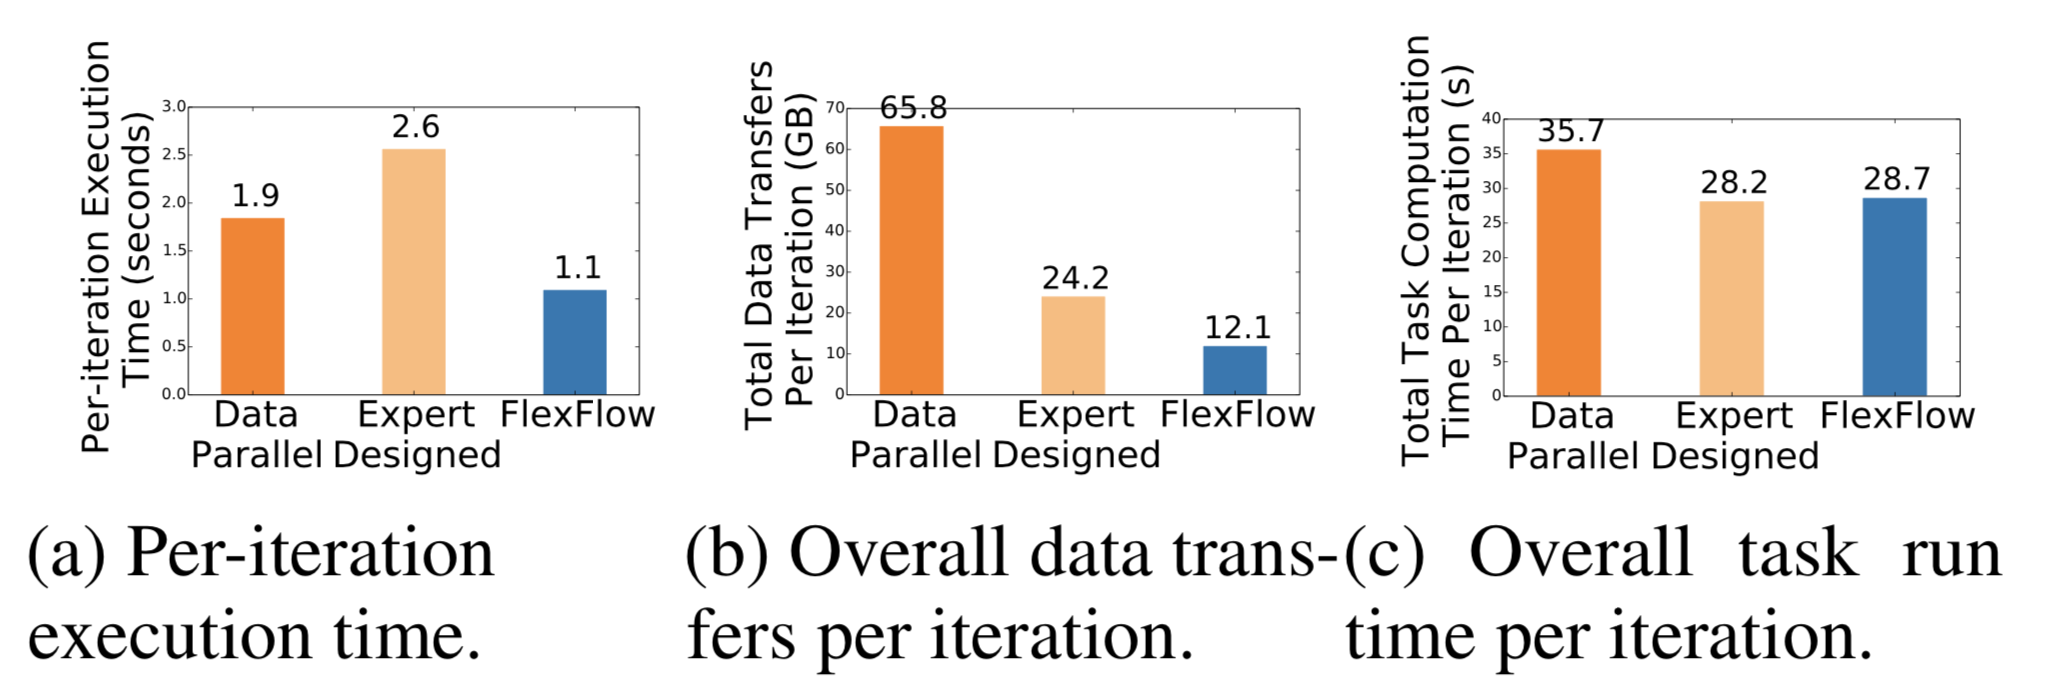 Per-iteration Execution
Time (seconds)
3.0
2.5
2.0
1.5
1.0
0.5
0.0
1.9
2.6
1.1
Data
Parallel
Expert
Designed
FlexFlow
(a) Per-iteration
execution time.
Total Data Transfers
Per Iteration (GB)
70
60
50
40
30
20
10
0
65.8
24.2
12.1
Data
Parallel
Expert
Designed
FlexFlow
(b) Overall data trans-
fers per iteration.
Total Task Computation
Time Per Iteration (s)
40
35
30
25
20
15
10
5
0
35.7
28.2
28.7
Data
Parallel
Expert
Designed
FlexFlow
(c) Overall task run
time per iteration.